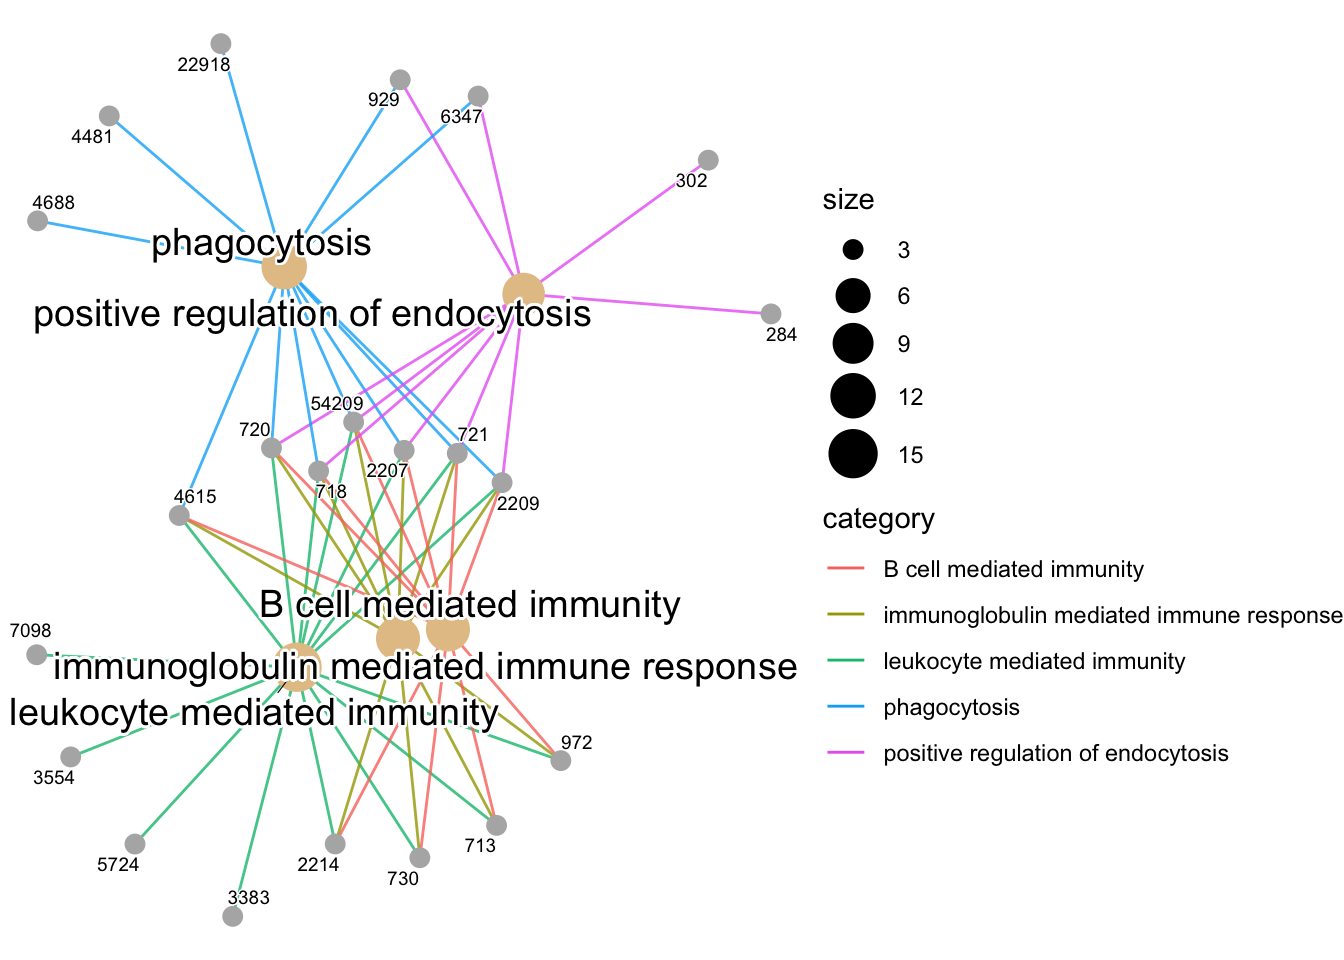 22918
929
6347
4481
302
4688
phagocytosis
positive regulation of endocytosis
284
54209
720
721
2207
718
4615
2209
B cell mediated immunity
7098
immunoglobulin mediated immune response
leukocyte mediated immunity
972
3554
5724
2214
713
730
3383
size
3
6
9
12
15
category
B cell mediated immunity
immunoglobulin mediated immune response
leukocyte mediated immunity
phagocytosis
positive regulation of endocytosis